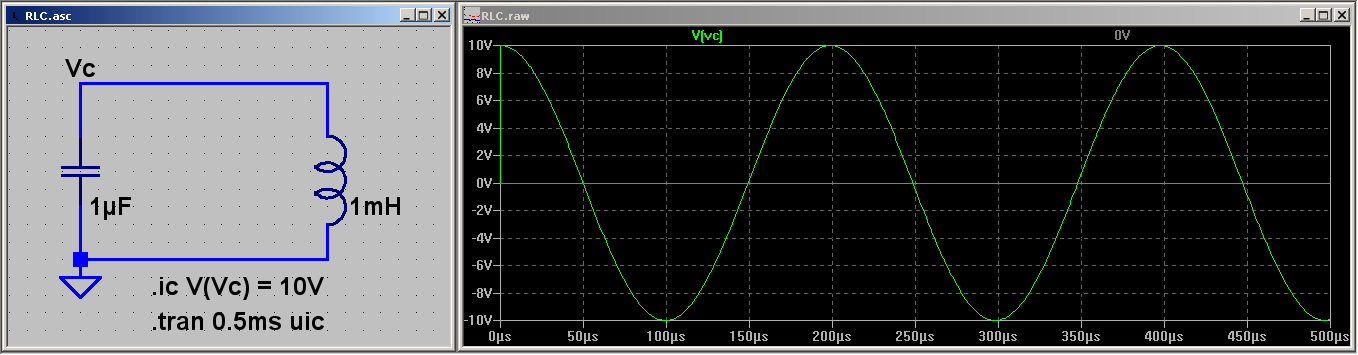 RLC.asc
Vc
1µF
1mH
.ic V(Vc) = 10V
.tran 0.5ms uic
RLC.raw
V(vc)
0V
10V
8V
6V
4V
2V
0V
-2V
-4V
-6V
-8V
-10V
0µs
50µs
100µs
150µs
200µs
250µs
300µs
350µs
400µs
450µs
500µs